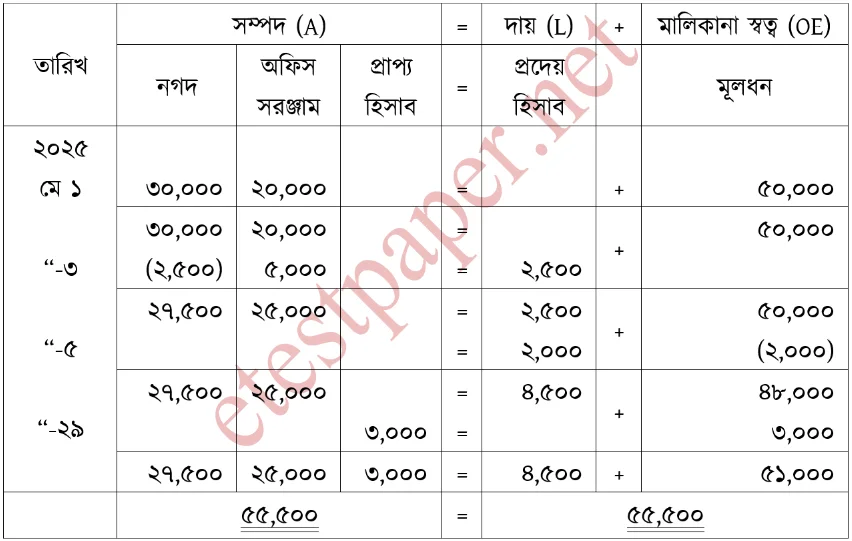 সম্পদ (A) = দায় (L) + মালিকানা স্বত্ব (OE)
তারিখ নগদ অফিস সরঞ্জাম প্রাপ্য হিসাব = প্রদেয় হিসাব মূলধন
২০২৫
মে ১ ৩০,০০০ ২০,০০০ = + ৫০,০০০
৩০,০০০ ২০,০০০ = + ৫০,০০০
“-৩ (২,৫০০) ৫,০০০ = ২,৫০০
২৭,৫০০ ২৫,০০০ = ২,৫০০ + ৫০,০০০
“-৫ = ২,০০০ (২,০০০)
২৭,৫০০ ২৫,০০০ = ৪,৫০০ + ৪৮,০০০
“-২৯ ৩,০০০ = ৩,০০০
২৭,৫০০ ২৫,০০০ ৩,০০০ = ৪,৫০০ + ৫১,০০০
৫৫,৫০০ = ৫৫,৫০০
etestpaper.net